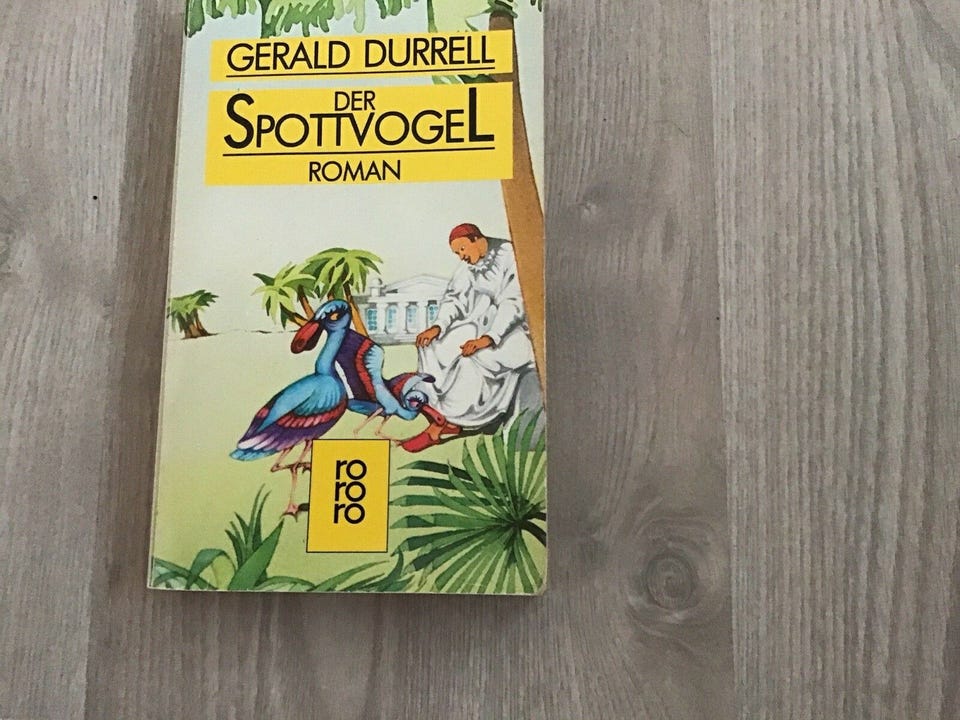 GERALD DURRELL
DER
SPOTTVOGEL
ROMAN
ro
ro
ro